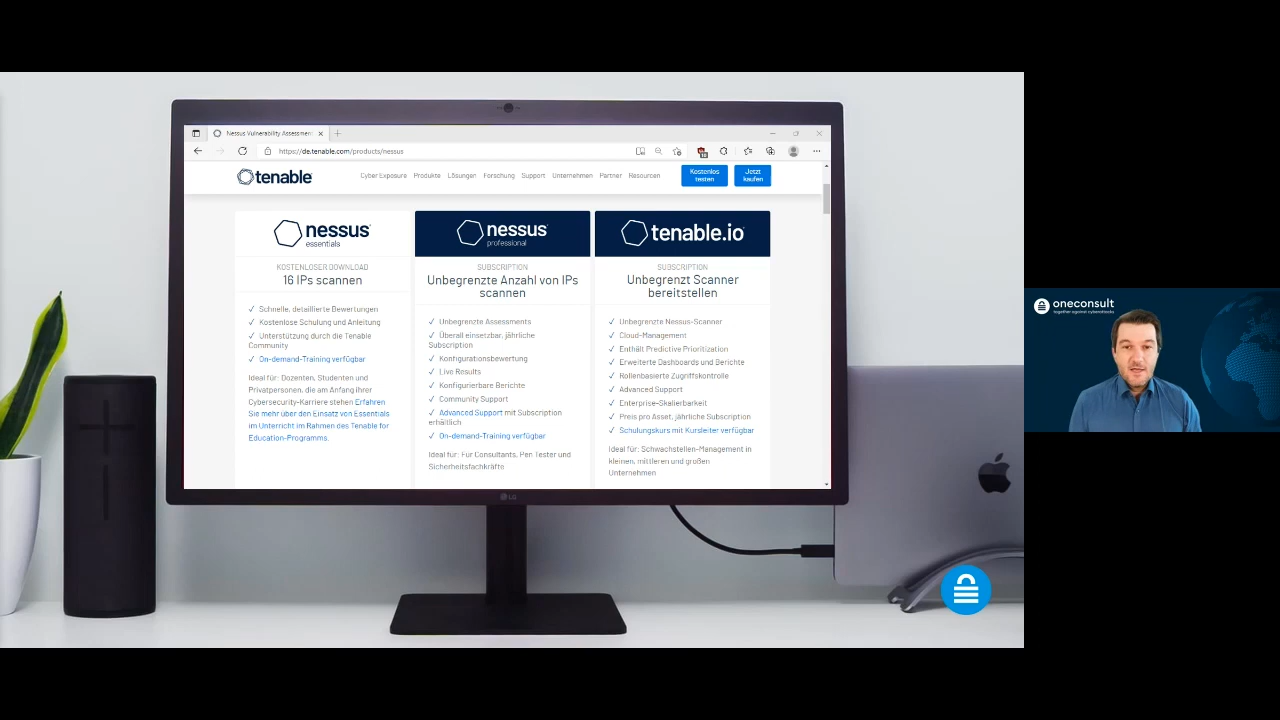 Nessus Vulnerability Assessment
https://de.tenable.com/products/nessus
tenable
Cyber Exposure Produkte Lösungen Forschung Support Unternehmen Partner Resourcen
Kostenlos
testen
Jetzt
kaufen
nessus
essentials
KOSTENLOSER DOWNLOAD
16 IPs scannen
✓ Schnelle, detaillierte Bewertungen
✓ Kostenlose Schulung und Anleitung
✓ Unterstützung durch die Tenable
Community
✓ On-demand-Training verfügbar
Ideal für: Dozenten, Studenten und
Privatpersonen, die am Anfang ihrer
Cybersecurity-Karriere stehen Erfahren
Sie mehr über den Einsatz von Essentials
im Unterricht im Rahmen des Tenable for
Education-Programms.
nessus
professional
SUBSCRIPTION
Unbegrenzte Anzahl von IPs
scannen
✓ Unbegrenzte Assessments
✓ Überall einsetzbar, jährliche
Subscription
✓ Konfigurationsbewertung
✓ Live Results
✓ Konfigurierbare Berichte
✓ Community Support
✓ Advanced Support mit Subscription
erhältlich
✓ On-demand-Training verfügbar
Ideal für: Für Consultants, Pen Tester und
Sicherheitsfachkräfte
tenable.io
SUBSCRIPTION
Unbegrenzt Scanner
bereitstellen
✓ Unbegrenzte Nessus-Scanner
✓ Cloud-Management
✓ Enthält Predictive Prioritization
✓ Erweiterte Dashboards und Berichte
✓ Rollenbasierte Zugriffskontrolle
✓ Advanced Support
✓ Enterprise-Skalierbarkeit
✓ Preis pro Asset, jährliche Subscription
✓ Schulungskurs mit Kursleiter verfügbar
Ideal für: Schwachstellen-Management in
kleinen, mittleren und großen
Unternehmen
LG
oneconsult
together against cyberattacks